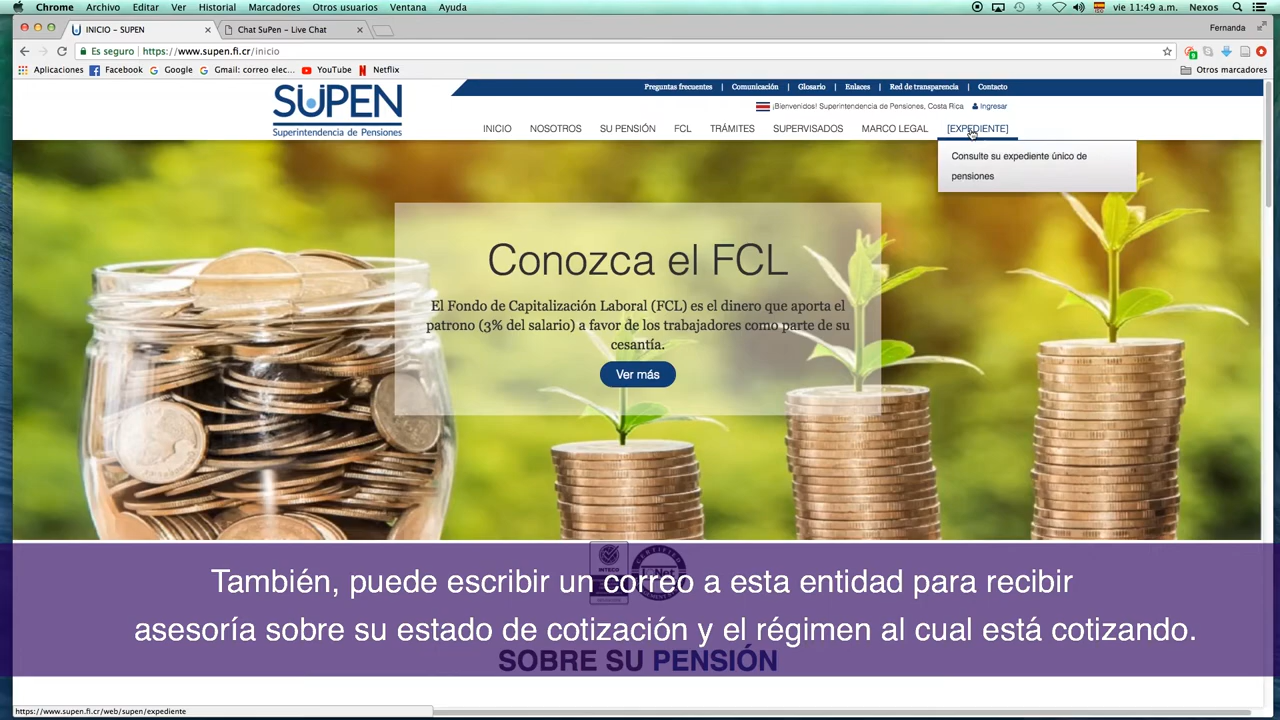 Chrome Archivo Editar Ver Historial Marcadores Otros usuarios Ventana Ayuda vie 11:49 a.m. Nexos
INICIO – SUPEN Chat SuPen – Live Chat Fernanda
Es seguro https://www.supen.fi.cr/inicio
Aplicaciones Facebook Google Gmail: correo elec... YouTube Netflix Otros marcadores
Preguntas frecuentes | Comunicación | Glosario | Enlaces | Red de transparencia | Contacto
¡Bienvenidos! Superintendencia de Pensiones, Costa Rica Ingresar
SUPEN
Superintendencia de Pensiones
INICIO NOSOTROS SU PENSIÓN FCL TRÁMITES SUPERVISADOS MARCO LEGAL [EXPEDIENTE]
Consulte su expediente único de
pensiones
Conozca el FCL
El Fondo de Capitalización Laboral (FCL) es el dinero que aporta el
patrono (3% del salario) a favor de los trabajadores como parte de su
cesantía.
Ver más
INTECO
También, puede escribir un correo a esta entidad para recibir
asesoría sobre su estado de cotización y el régimen al cual está cotizando.
SOBRE SU PENSIÓN
https://www.supen.fi.cr/web/supen/expediente